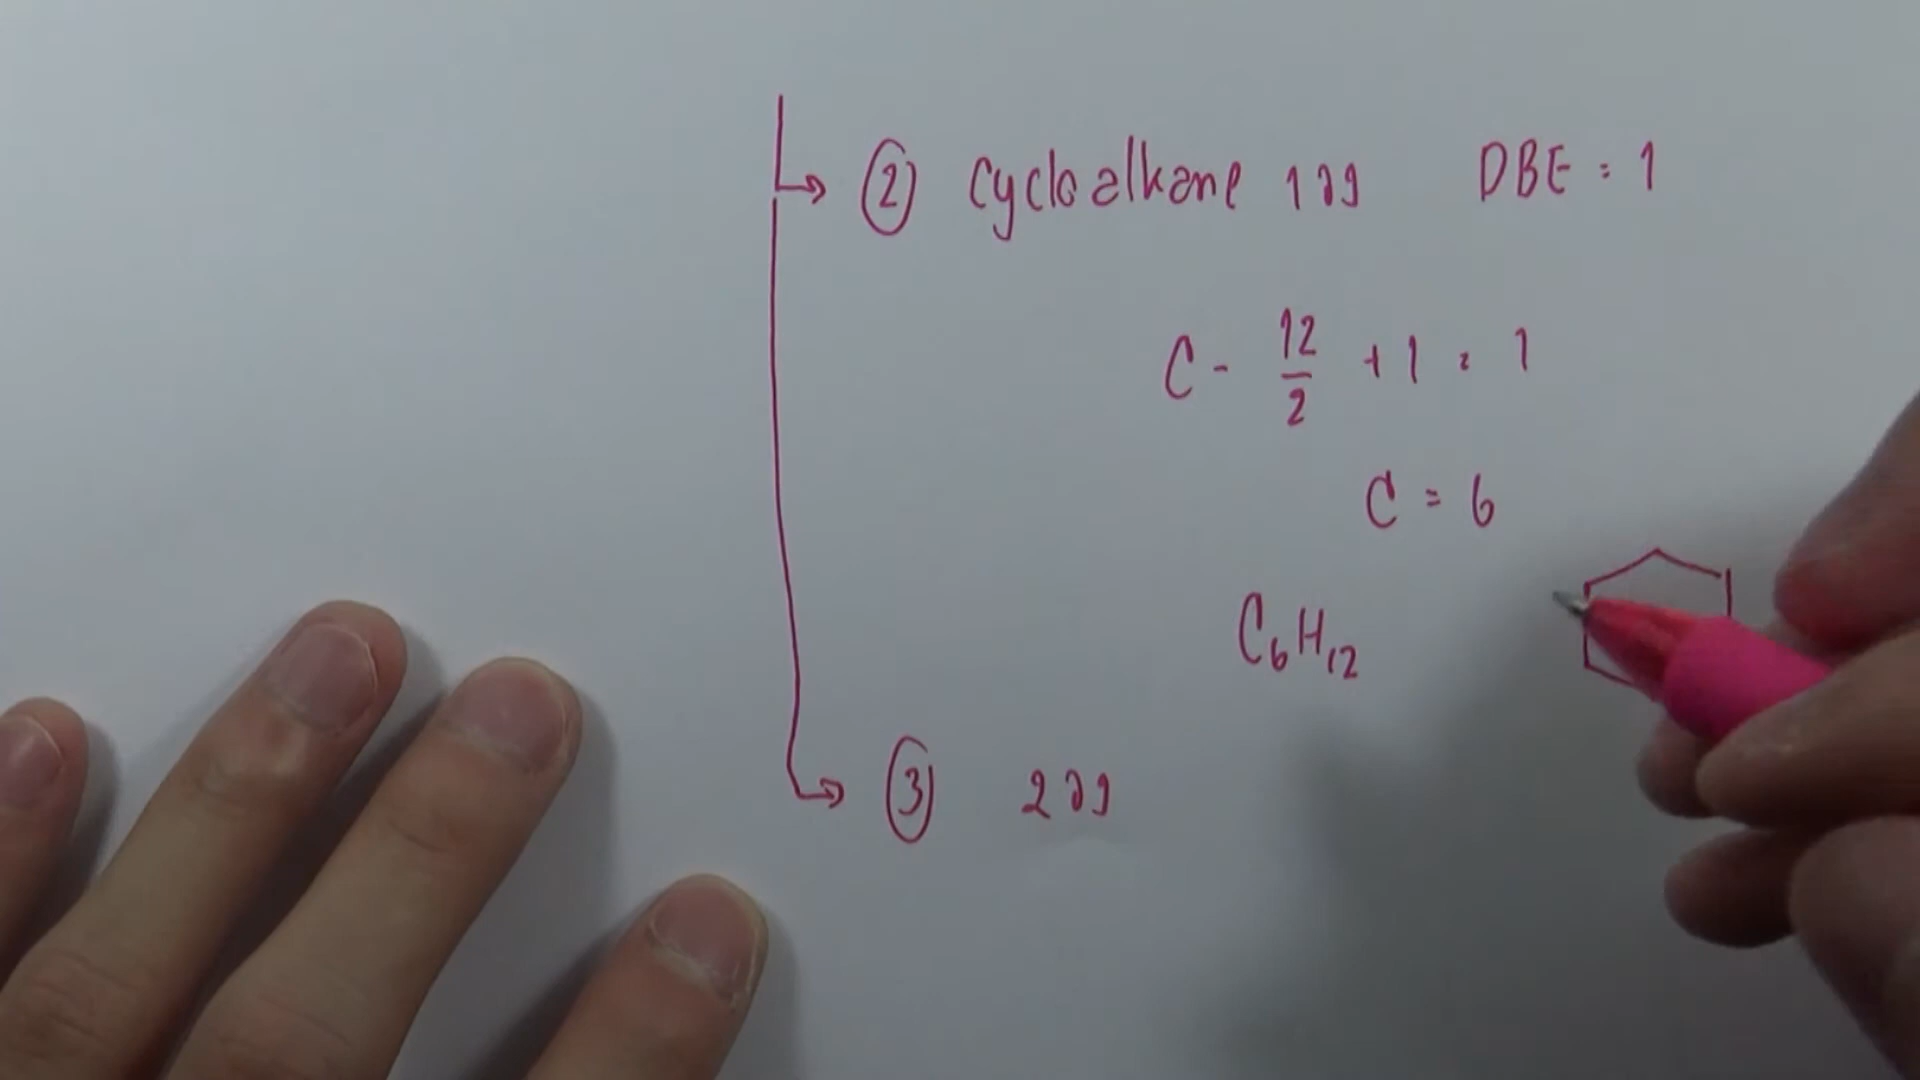 ② cycloalkane 1 วง DBE = 1
C - 12/2 + 1 = 1
C = 6
C₆H₁₂
③ 2 วง